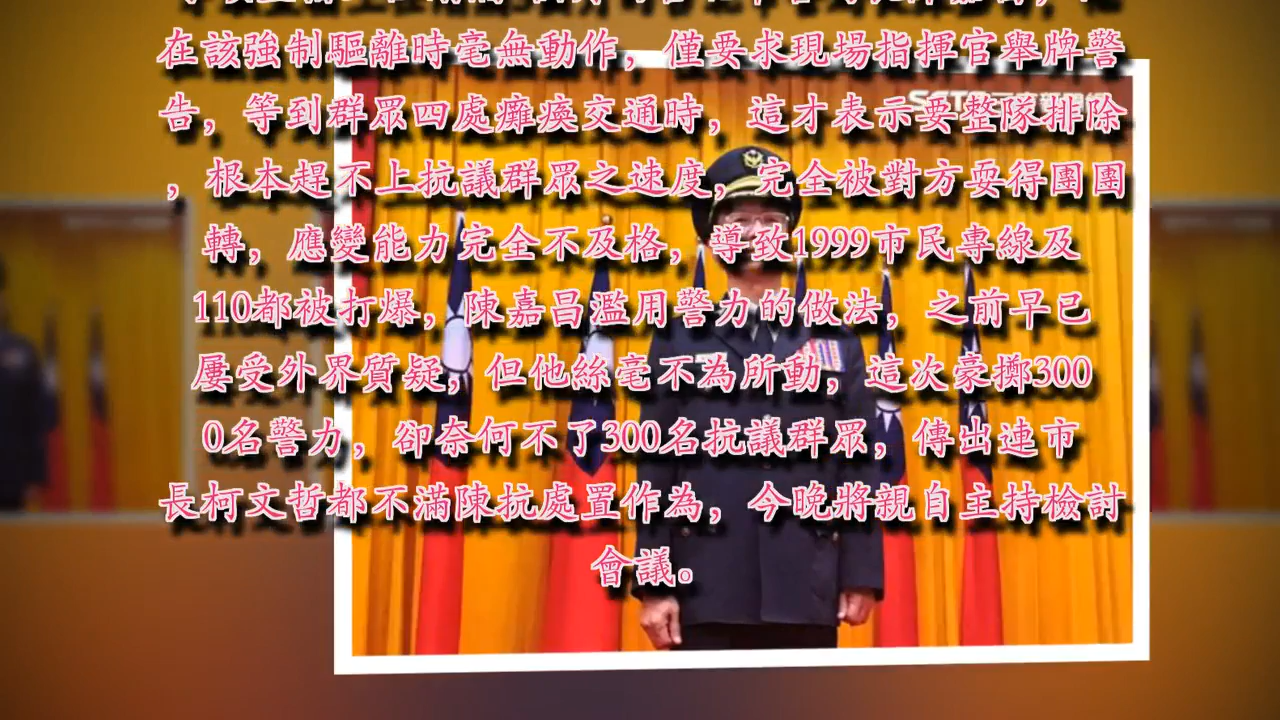 在該強制驅離時毫無動作，僅要求現場指揮官舉牌警
告，等到群眾四處癱瘓交通時，這才表示要整隊排除
，根本趕不上抗議群眾之速度，完全被對方耍得團團
轉，應變能力完全不及格，導致1999市民專線及
110都被打爆，陳嘉昌濫用警力的做法，之前早已
屢受外界質疑，但他絲毫不為所動，這次豪擲300
0名警力，卻奈何不了300名抗議群眾，傳出連市
長柯文哲都不滿陳抗處置作為，今晚將親自主持檢討
會議。